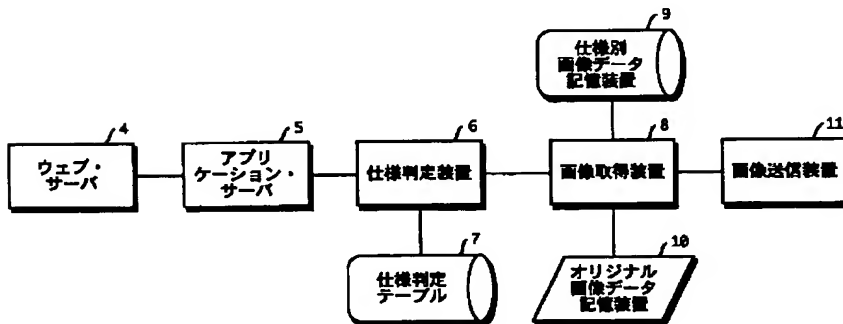 9
仕様別
画像データ
記憶装置
4
ウェブ・
サーバ
5
アプリ
ケーション・
サーバ
6
仕様判定装置
8
画像取得装置
11
画像送信装置
7
仕様判定
テーブル
10
オリジナル
画像データ
記憶装置